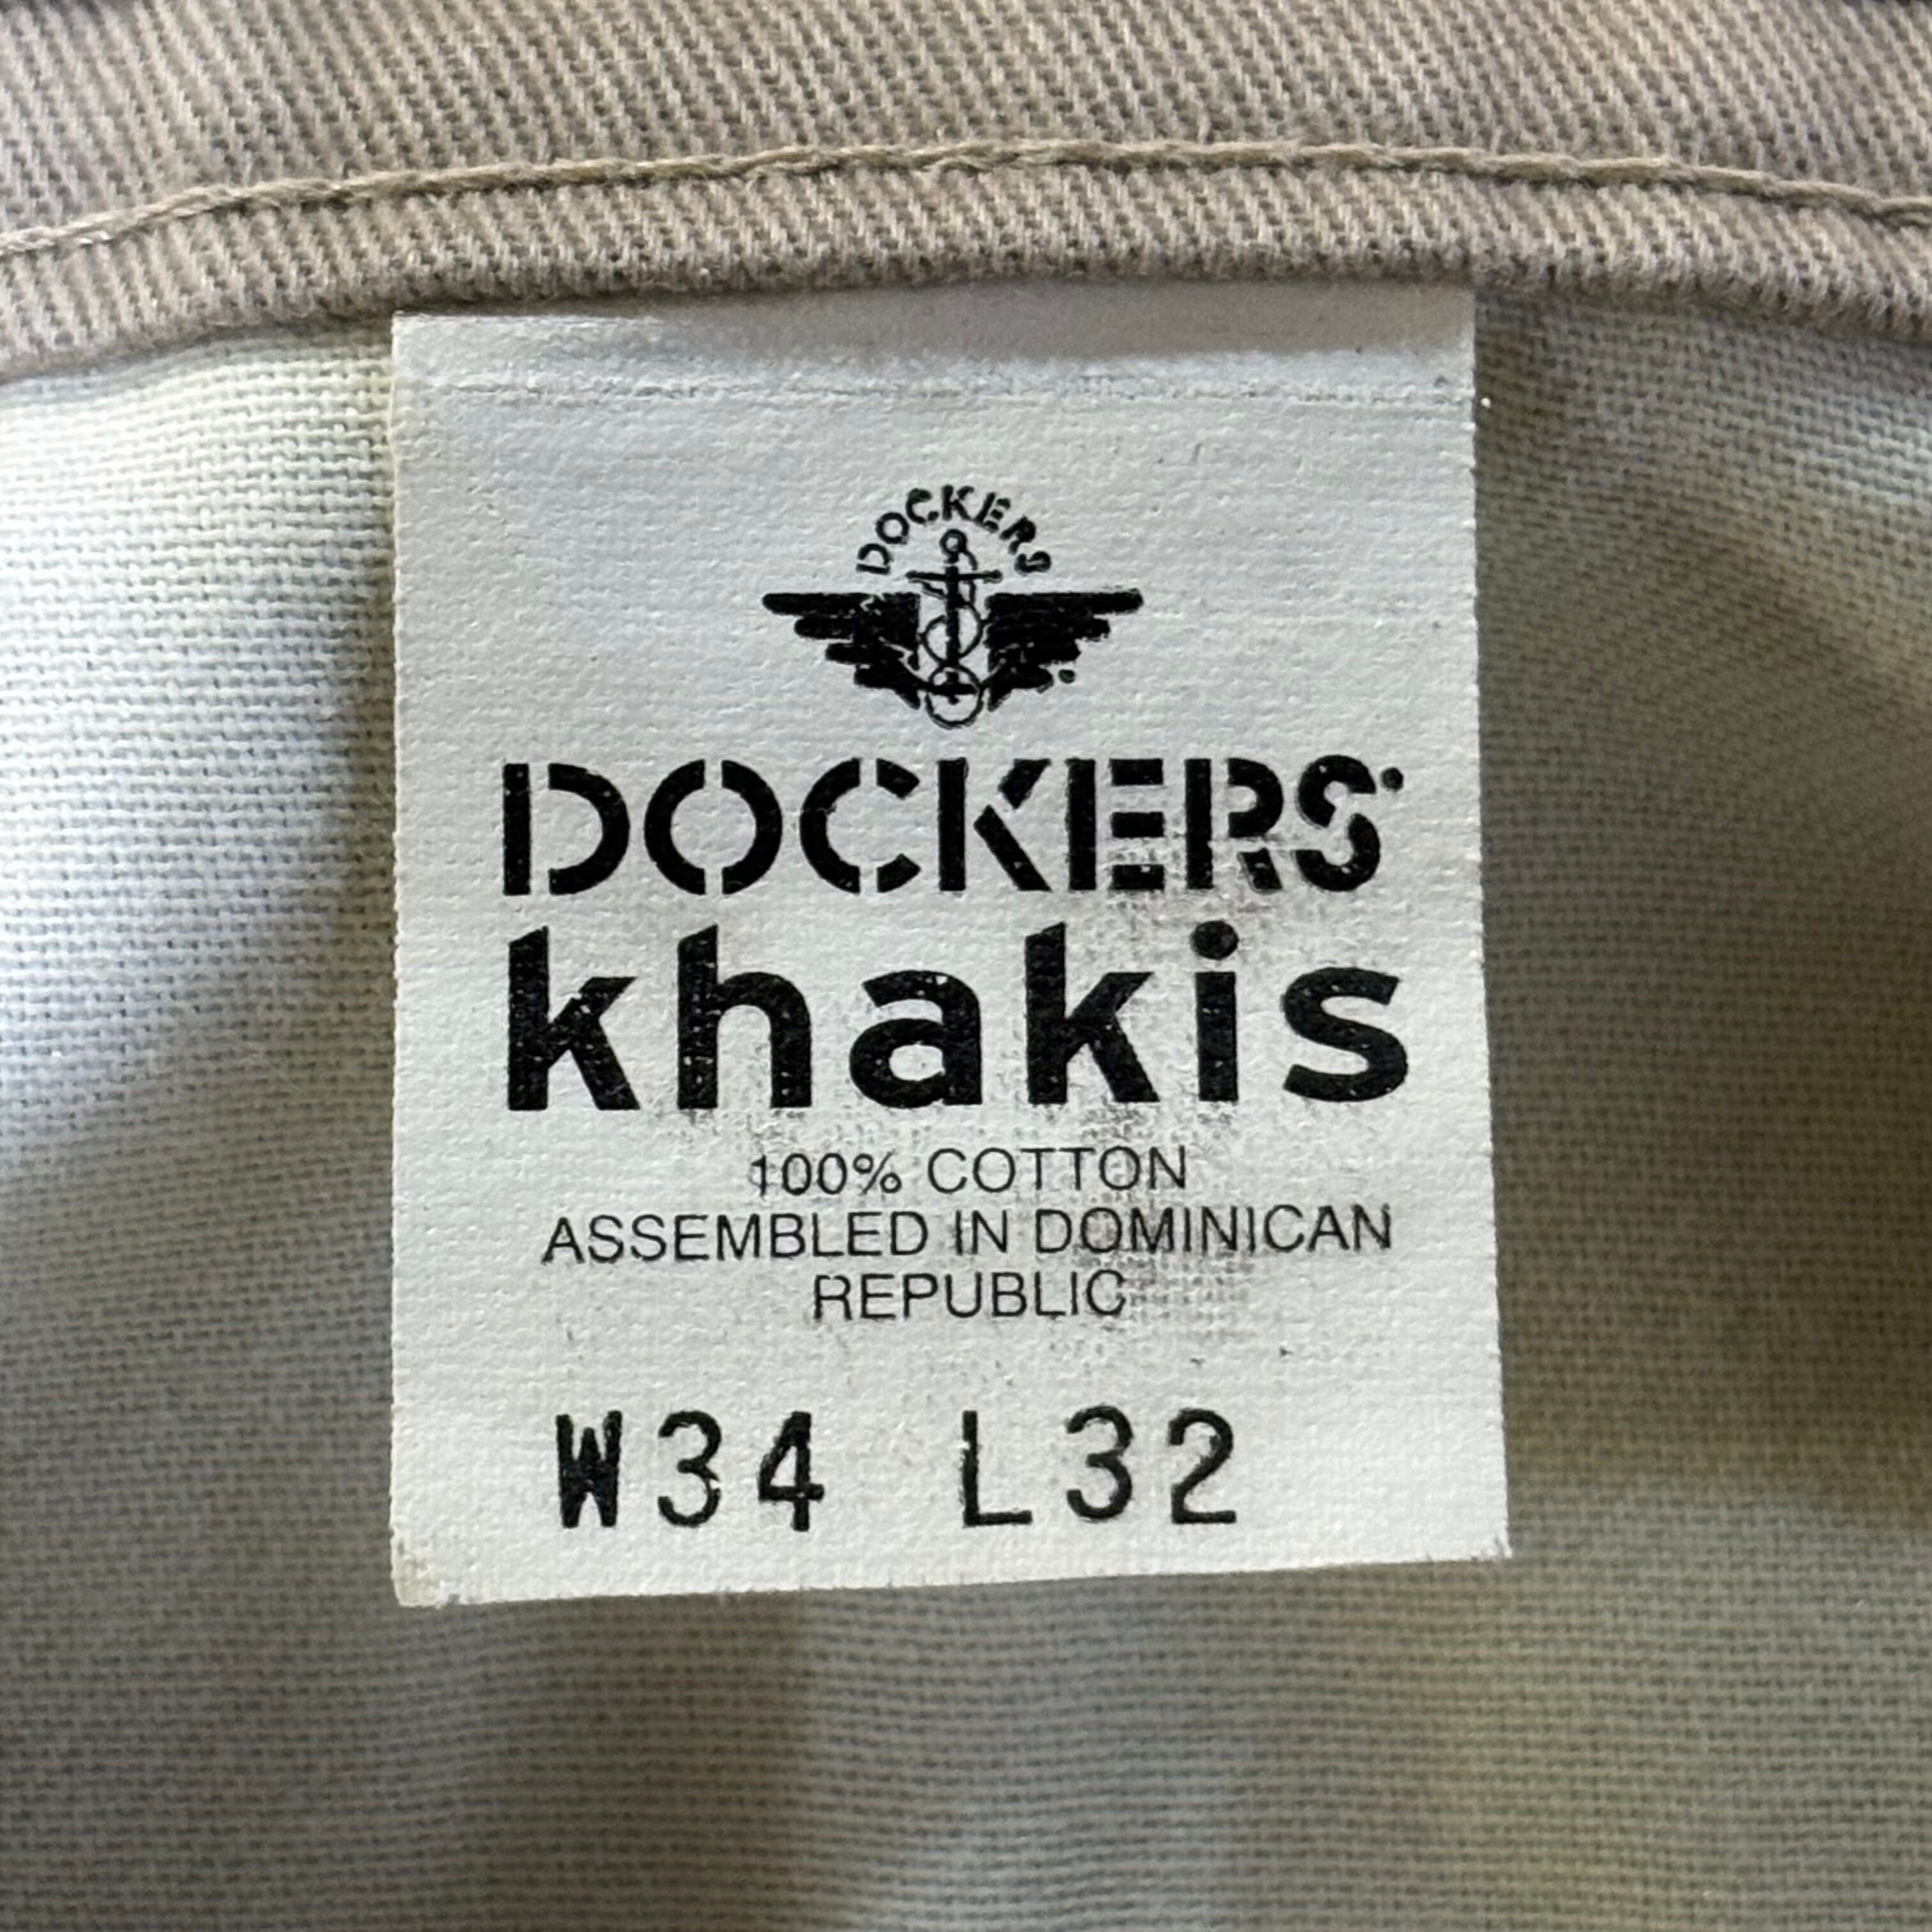 DOCKERS
DOCKERS
khakis
100% COTTON
ASSEMBLED IN DOMINICAN
REPUBLIC
W34 L32